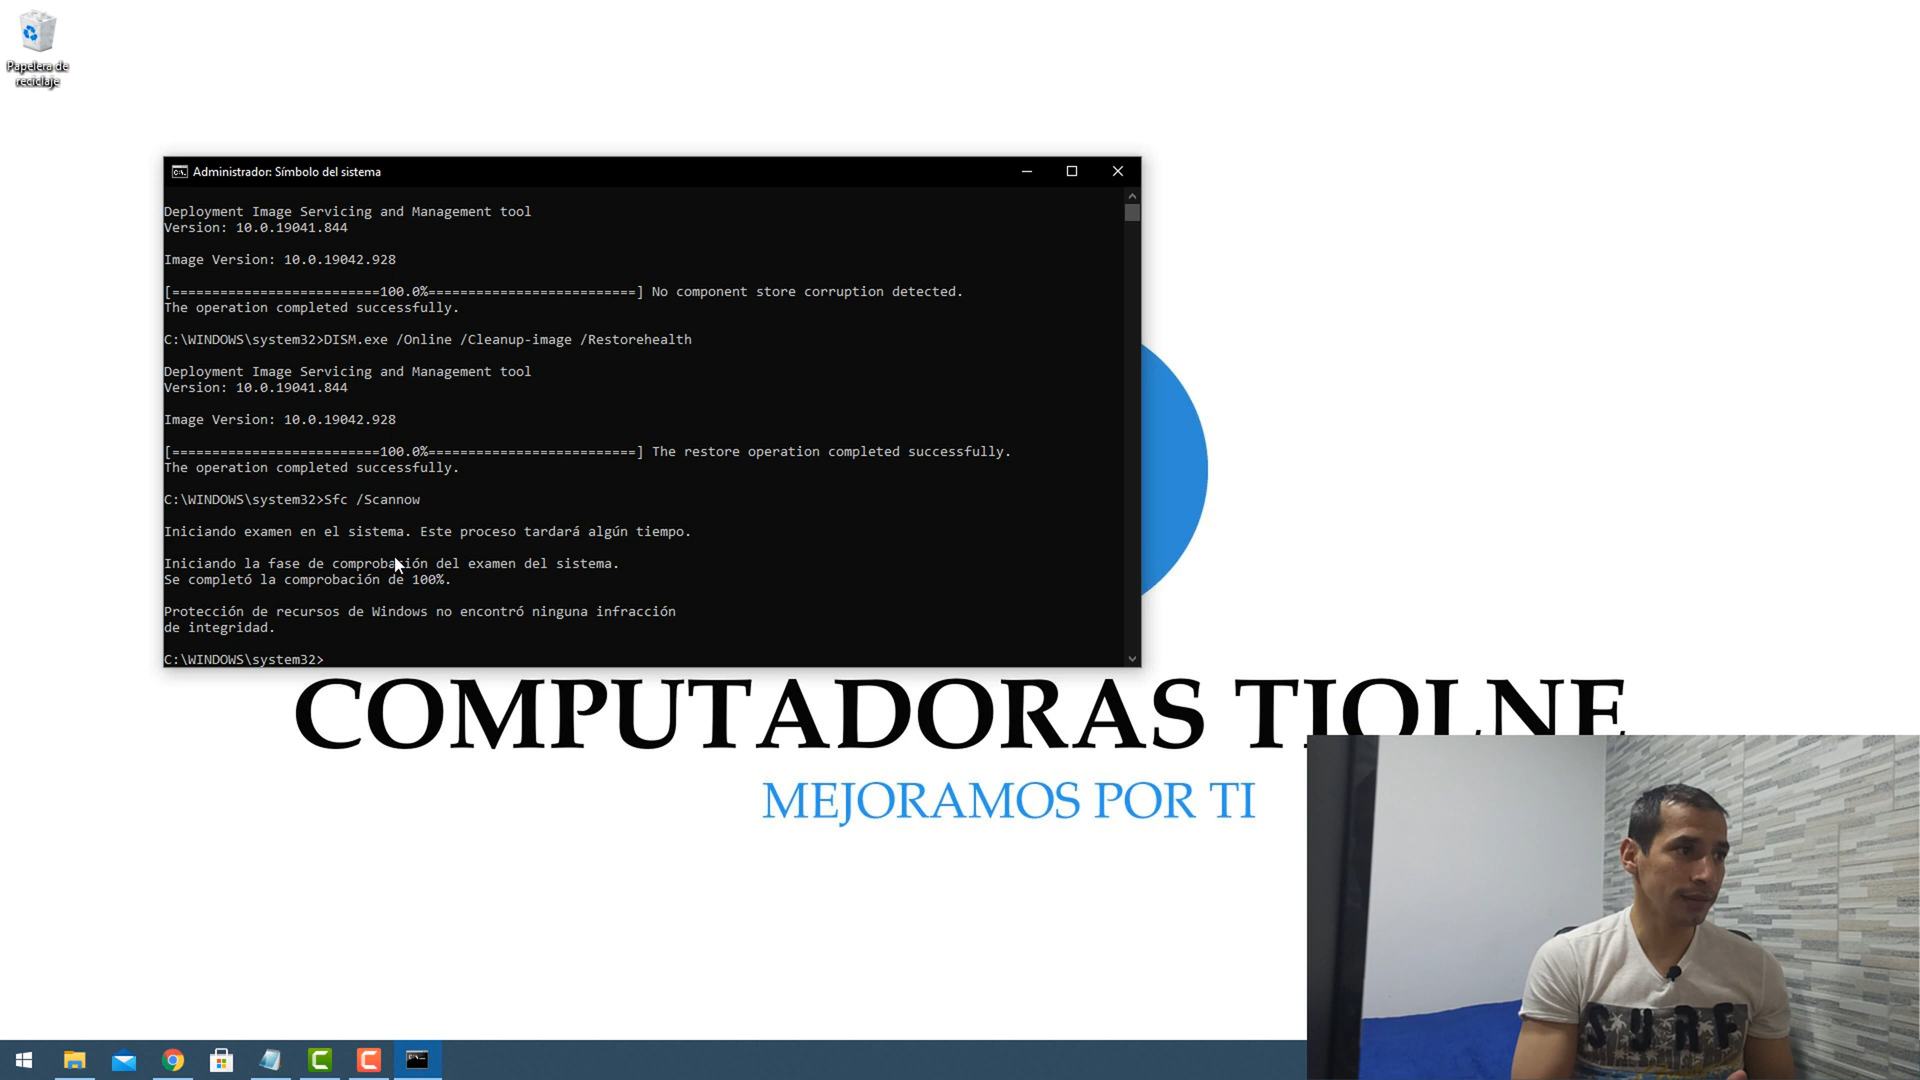 Papelera de
reciclaje
Administrador: Símbolo del sistema
Deployment Image Servicing and Management tool
Version: 10.0.19041.844
Image Version: 10.0.19042.928
[==========================100.0%==========================] No component store corruption detected.
The operation completed successfully.
C:\WINDOWS\system32>DISM.exe /Online /Cleanup-image /Restorehealth
Deployment Image Servicing and Management tool
Version: 10.0.19041.844
Image Version: 10.0.19042.928
[==========================100.0%==========================] The restore operation completed successfully.
The operation completed successfully.
C:\WINDOWS\system32>Sfc /Scannow
Iniciando examen en el sistema. Este proceso tardará algún tiempo.
Iniciando la fase de comprobación del examen del sistema.
Se completó la comprobación de 100%.
Protección de recursos de Windows no encontró ninguna infracción
de integridad.
C:\WINDOWS\system32>
COMPUTADORAS TIOLNE
MEJORAMOS POR TI
SURF